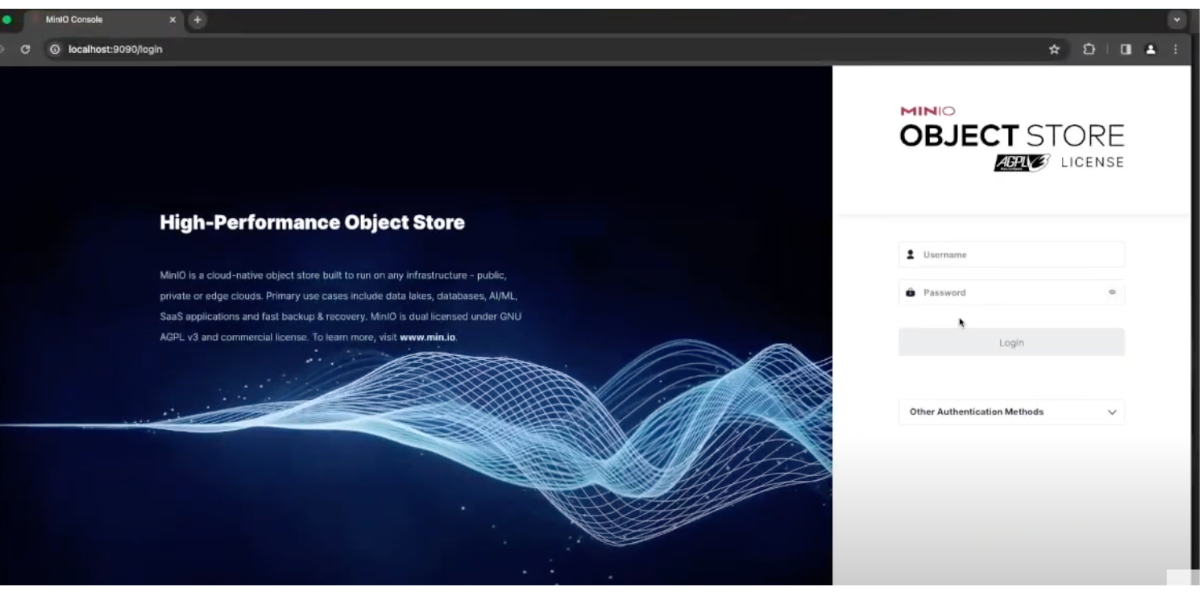 MinIO Console
localhost:9090/login
MINIO
OBJECT STORE
AGPLv3 LICENSE
High-Performance Object Store
MinIO is a cloud-native object store built to run on any infrastructure - public,
private or edge clouds. Primary use cases include data lakes, databases, AI/ML,
SaaS applications and fast backup & recovery. MinIO is dual licensed under GNU
AGPL v3 and commercial license. To learn more, visit www.min.io.
Username
Password
Login
Other Authentication Methods